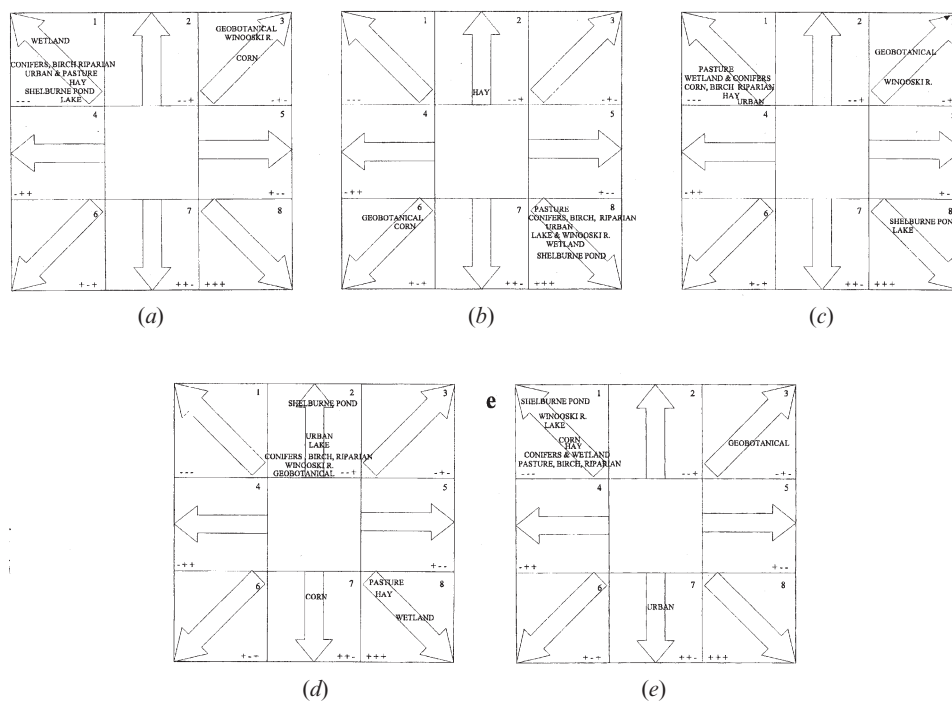 1
2
3
WETLAND
GEOBOTANICAL
WINOOSKI R.
CONIFERS, BIRCH RIPARIAN
CORN
URBAN & PASTURE
HAY
SHELBURNE POND
LAKE
- - -
- - +
- + -
4
5
- + +
+ - -
6
7
8
+ - +
+ + -
+ + +
(a)
1
2
3
HAY
- - -
- - +
- + -
4
5
- + +
+ - -
6
7
8
GEOBOTANICAL
CORN
PASTURE
CONIFERS, BIRCH, RIPARIAN
URBAN
LAKE & WINOOSKI R.
WETLAND
SHELBURNE POND
+ - +
+ + -
+ + +
(b)
1
2
GEOBOTANICAL
PASTURE
WETLAND & CONIFERS
CORN, BIRCH RIPARIAN
HAY
URBAN
WINOOSKI R.
- - -
- - +
4
- + +
6
7
8
SHELBURNE POND
LAKE
+ - +
+ + -
+ + +
(c)
1
2
3
SHELBURNE POND
URBAN
LAKE
CONIFERS , BIRCH, RIPARIAN
WINOOSKI R.
GEOBOTANICAL
- - -
- - +
- + -
4
5
- + +
+ - -
6
7
8
CORN
PASTURE
HAY
WETLAND
+ - +
+ + -
+ + +
(d)
e
1
2
3
SHELBURNE POND
WINOOSKI R.
LAKE
CORN
HAY
CONIFERS & WETLAND
PASTURE, BIRCH, RIPARIAN
GEOBOTANICAL
- - -
- - +
- + -
4
5
- + +
+ - -
6
7
8
URBAN
+ - +
+ + -
+ + +
(e)